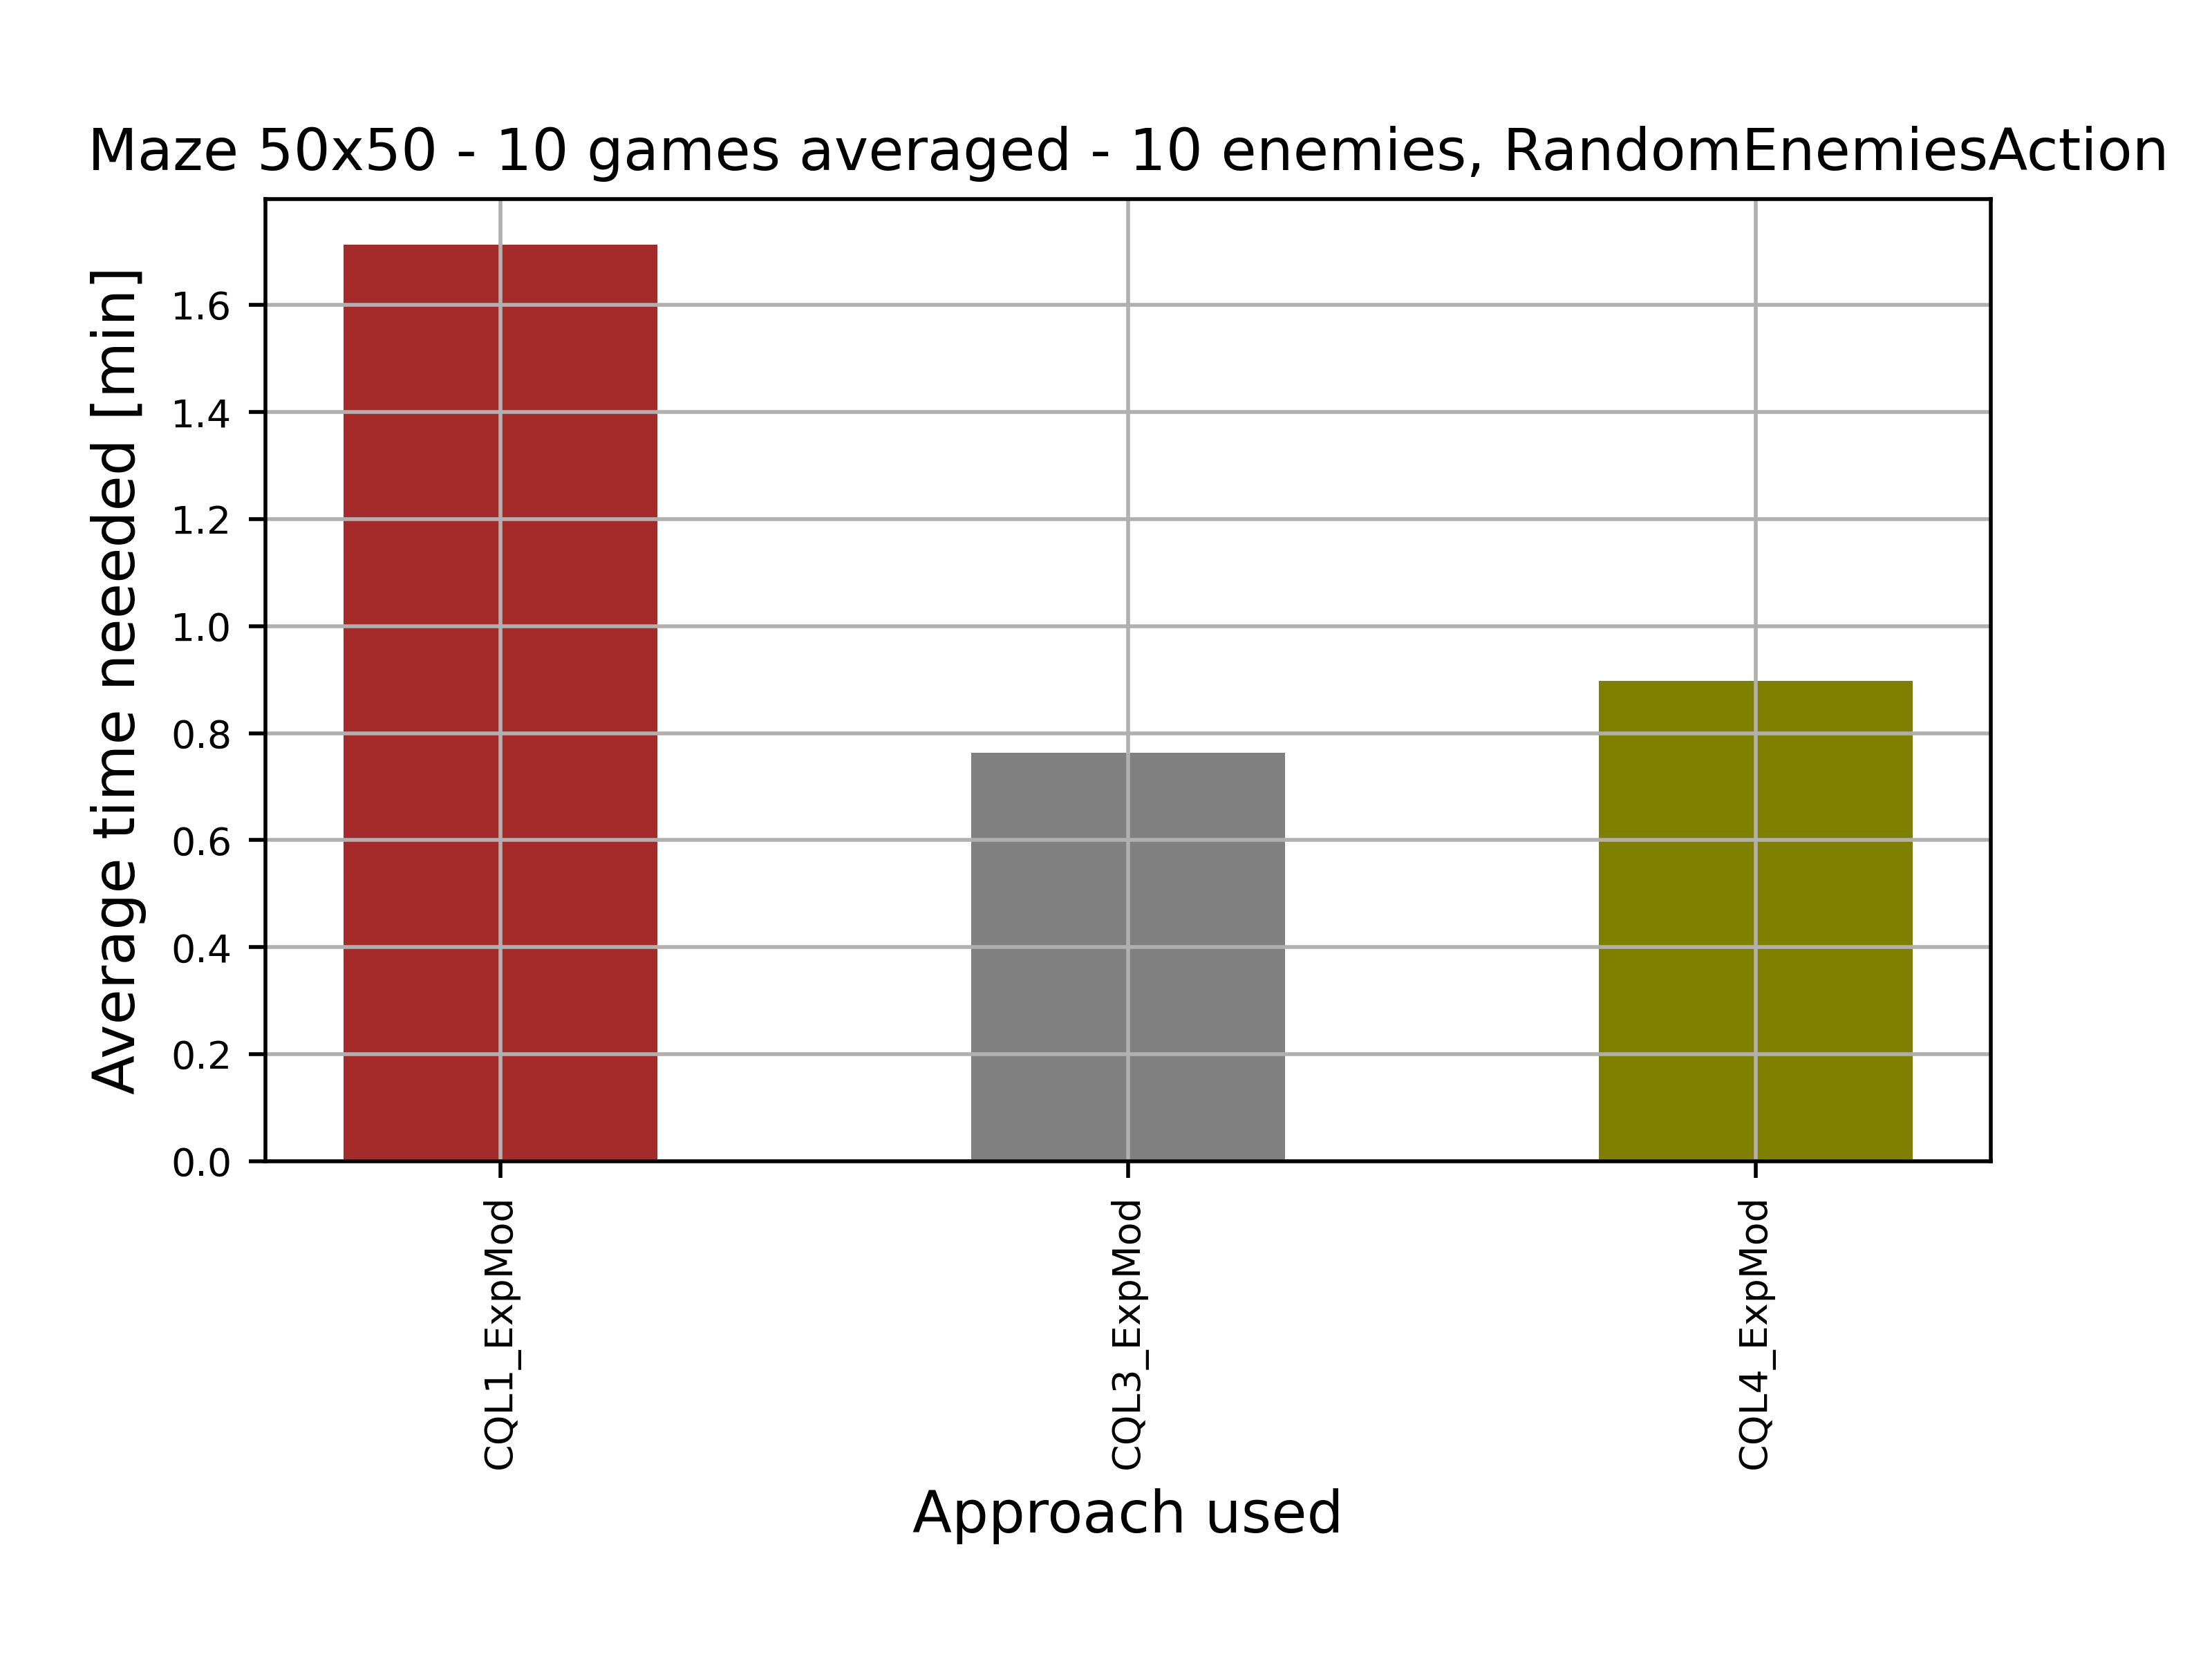 Maze 50x50 - 10 games averaged - 10 enemies, RandomEnemiesAction
Average time needed [min]
1.6
1.4
1.2
1.0
0.8
0.6
0.4
0.2
0.0
CQL1_ExpMod
CQL3_ExpMod
CQL4_ExpMod
Approach used